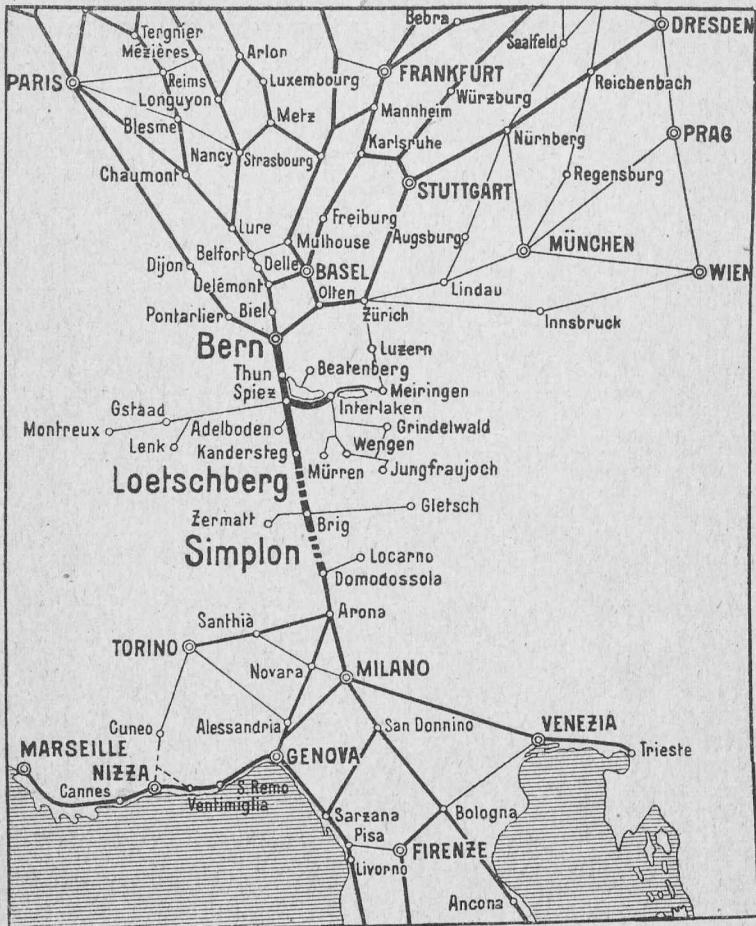 Bebra
Tergnier
DRESDEN
Mézières
Arlon
Saalfeld
PARIS
Reims
Luxembourg
FRANKFURT
Reichenbach
Longuyon
Würzburg
Blesme
Metz
Mannheim
Nancy
Strasbourg
Karlsruhe
Nürnberg
PRAG
Chaumont
STUTTGART
Regensburg
Lure
Freiburg
Belfort
Mulhouse
Augsburg
MÜNCHEN
Dijon
Delle
BASEL
WIEN
Delémont
Olten
Lindau
Pontarlier
Biel
Zürich
Innsbruck
Bern
Luzern
Thun
Beatenberg
Spiez
Meiringen
Gstaad
Interlaken
Montreux
Adelboden
Grindelwald
Lenk
Wengen
Kandersteg
Mürren
Jungfraujoch
Loetschberg
Gletsch
Zermatt
Brig
Simplon
Locarno
Domodossola
Arona
Santhià
TORINO
Novara
MILANO
Cuneo
Alessandria
San Donnino
VENEZIA
MARSEILLE
GENOVA
Trieste
NIZZA
Cannes
S. Remo
Ventimiglia
Sarzana
Bologna
Pisa
FIRENZE
Livorno
Ancona